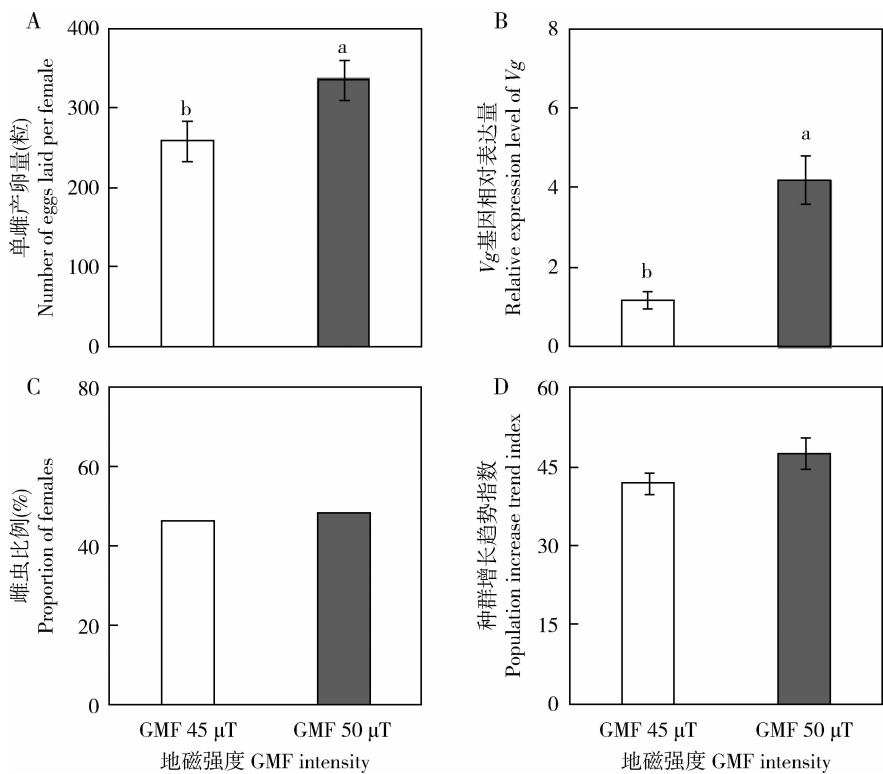 A
400
300
200
100
0
单雌产卵量(粒)
Number of eggs laid per female
b
a
B
8
6
4
2
0
Vg基因相对表达量
Relative expression level of Vg
b
a
C
80
60
40
20
0
雌虫比例(%)
Proportion of females
GMF 45 μT
GMF 50 μT
地磁强度 GMF intensity
D
60
45
30
15
0
种群增长趋势指数
Population increase trend index
GMF 45 μT
GMF 50 μT
地磁强度 GMF intensity